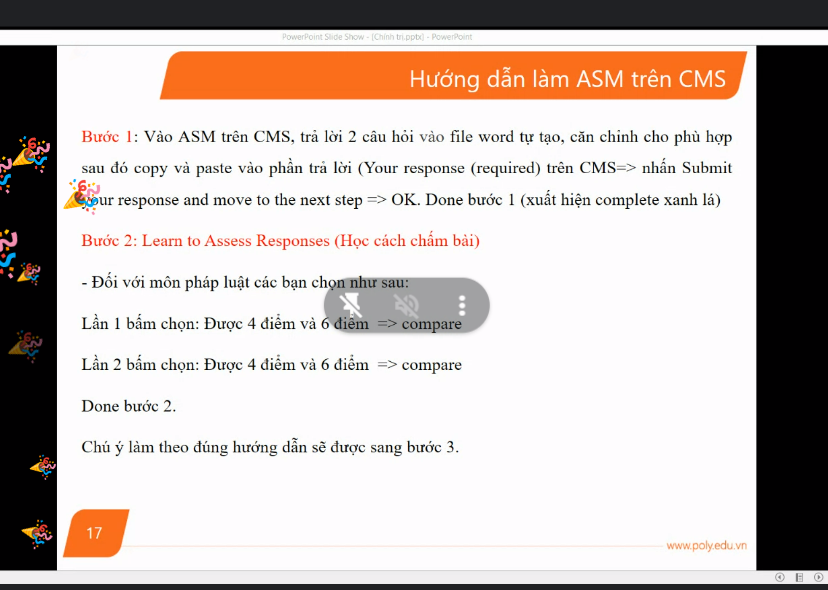 PowerPoint Slide Show - [Chính trị.pptx] - PowerPoint
Hướng dẫn làm ASM trên CMS
Bước 1: Vào ASM trên CMS, trả lời 2 câu hỏi vào file word tự tạo, căn chỉnh cho phù hợp
sau đó copy và paste vào phần trả lời (Your response (required) trên CMS=> nhấn Submit
your response and move to the next step => OK. Done bước 1 (xuất hiện complete xanh lá)
Bước 2: Learn to Assess Responses (Học cách chấm bài)
- Đối với môn pháp luật các bạn chọn như sau:
Lần 1 bấm chọn: Được 4 điểm và 6 điểm => compare
Lần 2 bấm chọn: Được 4 điểm và 6 điểm => compare
Done bước 2.
Chú ý làm theo đúng hướng dẫn sẽ được sang bước 3.
17
www.poly.edu.vn